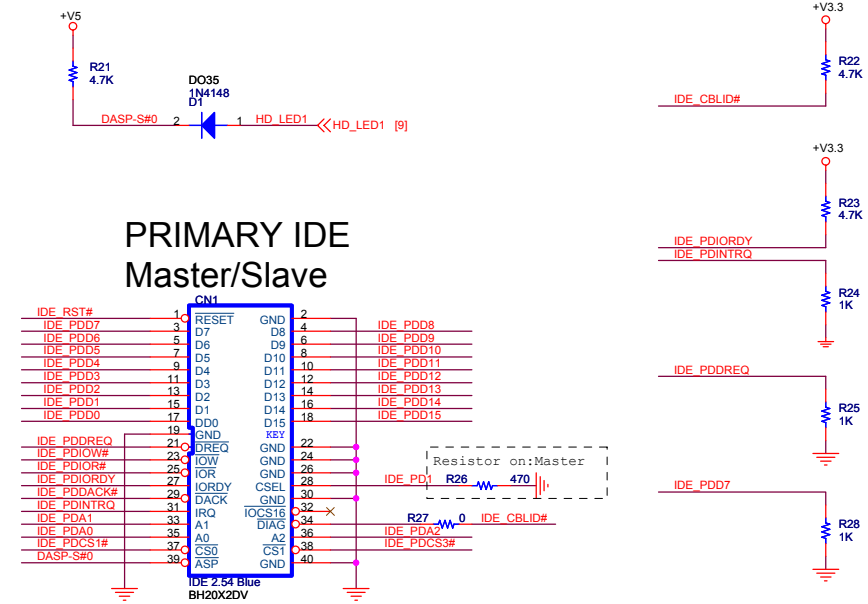 +V5
R21
4.7K
DO35
1N4148
D1
DASP-S#0 2 1 HD_LED1 HD_LED1 [9]
+V3.3
R22
4.7K
IDE_CBLID#
+V3.3
R23
4.7K
IDE_PDIORDY
IDE_PDINTRQ
R24
1K
IDE_PDDREQ
R25
1K
IDE_PDD7
R28
1K
PRIMARY IDE
Master/Slave
CN1
IDE_RST# 1 RESET GND 2
IDE_PDD7 3 D7 D8 4 IDE_PDD8
IDE_PDD6 5 D6 D9 6 IDE_PDD9
IDE_PDD5 7 D5 D10 8 IDE_PDD10
IDE_PDD4 9 D4 D11 10 IDE_PDD11
IDE_PDD3 11 D3 D12 12 IDE_PDD12
IDE_PDD2 13 D2 D13 14 IDE_PDD13
IDE_PDD1 15 D1 D14 16 IDE_PDD14
IDE_PDD0 17 DD0 D15 18 IDE_PDD15
19 GND KEY
IDE_PDDREQ 21 DREQ GND 22
IDE_PDIOW# 23 IOW GND 24
IDE_PDIOR# 25 IOR GND 26
IDE_PDIORDY 27 IORDY CSEL 28 IDE_PD1 R26 470
Resistor on:Master
IDE_PDDACK# 29 DACK GND 30
IDE_PDINTRQ 31 IRQ IOCS16 32
IDE_PDA1 33 A1 DIAG 34 R27 0 IDE_CBLID#
IDE_PDA0 35 A0 A2 36 IDE_PDA2
IDE_PDCS1# 37 CS0 CS1 38 IDE_PDCS3#
DASP-S#0 39 ASP GND 40
IDE 2.54 Blue
BH20X2DV